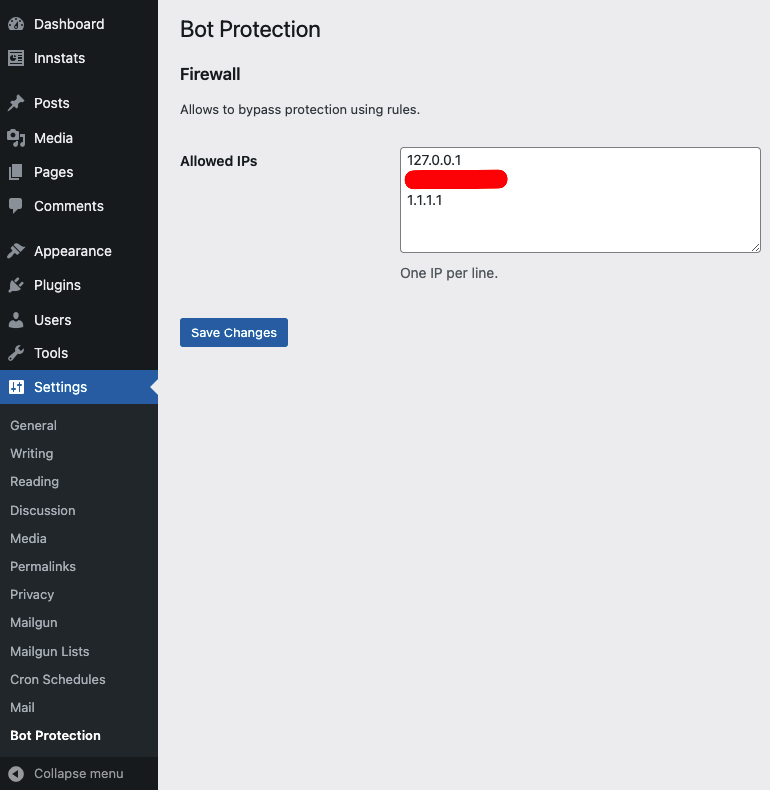 Dashboard
Innstats
Posts
Media
Pages
Comments
Appearance
Plugins
Users
Tools
Settings
General
Writing
Reading
Discussion
Media
Permalinks
Privacy
Mailgun
Mailgun Lists
Cron Schedules
Mail
Bot Protection
Collapse menu
Bot Protection
Firewall
Allows to bypass protection using rules.
Allowed IPs
127.0.0.1
1.1.1.1
One IP per line.
Save Changes